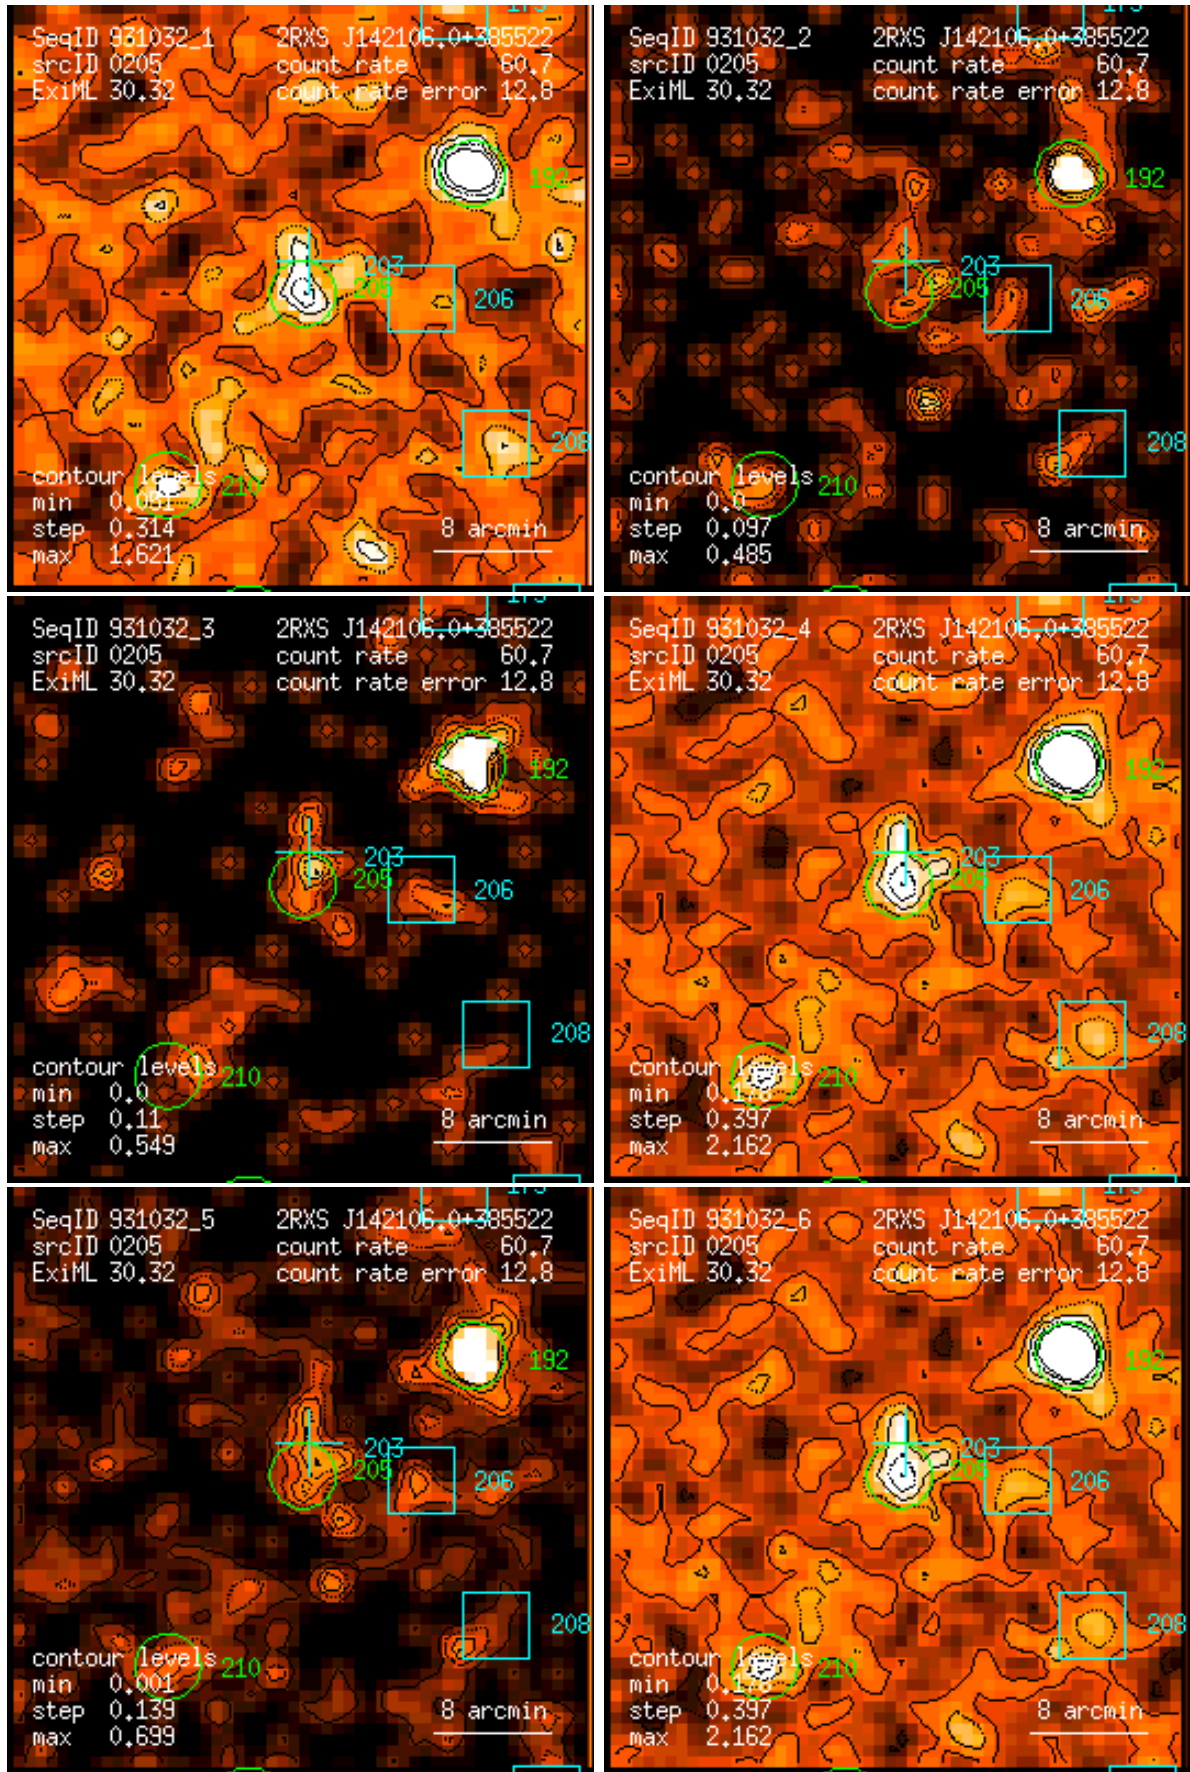 SeqID 931032_1 2RXS J142106.0+385522
srcID 0205 count rate 60.7
ExiML 30.32 count rate error 12.8
192
203
205
206
208
contour levels
210
min
step 0.314 8 arcmin
max 1.621
SeqID 931032_2 2RXS J142106.0+385522
srcID 0205 count rate 60.7
ExiML 30.32 count rate error 12.8
192
203
205
206
208
contour levels
210
min 0.0
step 0.097 8 arcmin
max 0.485
SeqID 931032_3 2RXS J142106.0+385522
srcID 0205 count rate 60.7
ExiML 30.32 count rate error 12.8
192
203
205
206
208
contour levels
210
min 0.0
step 0.11 8 arcmin
max 0.549
SeqID 931032_4 2RXS J142106.0+385522
srcID 0205 count rate 60.7
ExiML 30.32 count rate error 12.8
192
203
205
206
208
contour levels
210
min 0.178
step 0.397 8 arcmin
max 2.162
SeqID 931032_5 2RXS J142106.0+385522
srcID 0205 count rate 60.7
ExiML 30.32 count rate error 12.8
192
203
205
206
208
contour levels
210
min 0.001
step 0.139 8 arcmin
max 0.699
SeqID 931032_6 2RXS J142106.0+385522
srcID 0205 count rate 60.7
ExiML 30.32 count rate error 12.8
192
203
205
206
208
contour levels
210
min 0.178
step 0.397 8 arcmin
max 2.162